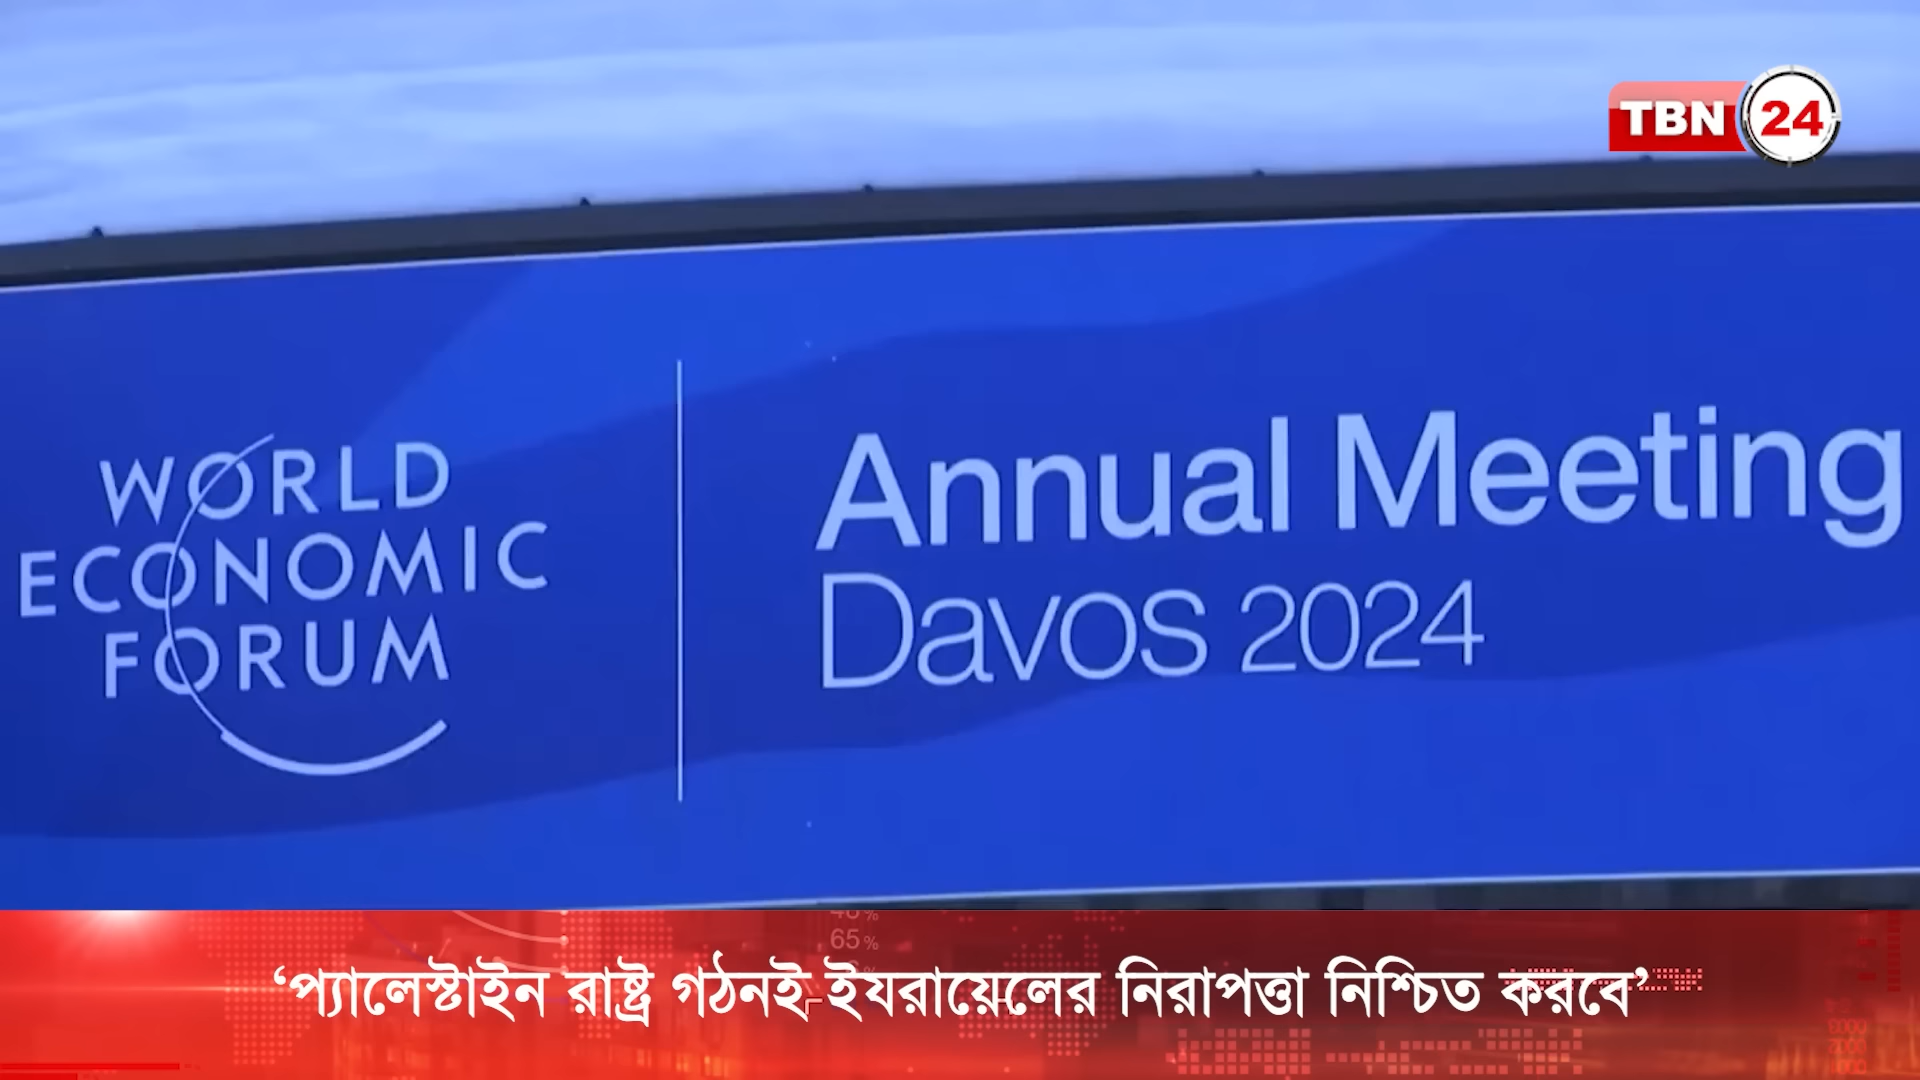 TBN 24
WORLD
ECONOMIC
FORUM
Annual Meeting
Davos 2024
65%
‘প্যালেস্টাইন রাষ্ট্র গঠনই ইযরায়েলের নিরাপত্তা নিশ্চিত করবে’